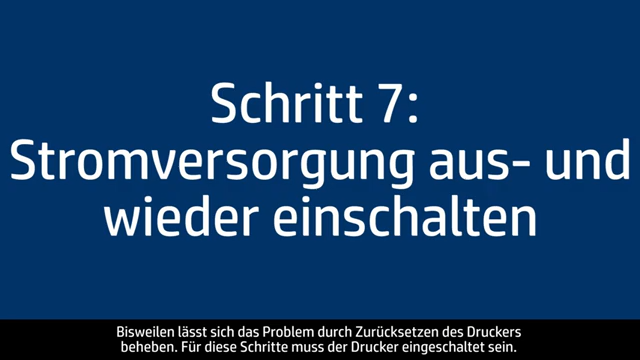 Schritt 7:
Stromversorgung aus- und
wieder einschalten
Bisweilen lässt sich das Problem durch Zurücksetzen des Druckers
beheben. Für diese Schritte muss der Drucker eingeschaltet sein.